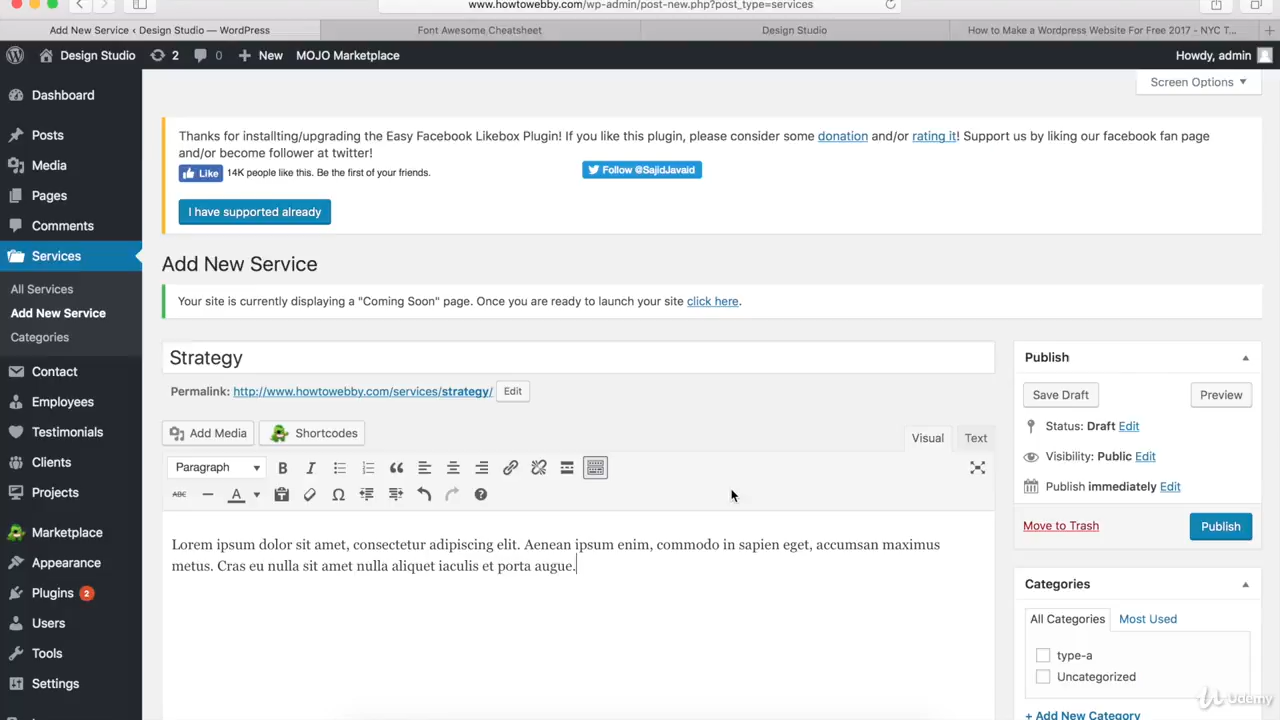 www.howtowebby.com/wp-admin/post-new.php?post_type=services
Add New Service ‹ Design Studio — WordPress
Font Awesome Cheatsheet
Design Studio
How to Make a Wordpress Website For Free 2017 - NYC T...
Design Studio
2
0
New
MOJO Marketplace
Howdy, admin
Screen Options
Dashboard
Posts
Media
Pages
Comments
Services
All Services
Add New Service
Categories
Contact
Employees
Testimonials
Clients
Projects
Marketplace
Appearance
Plugins 2
Users
Tools
Settings
Thanks for installting/upgrading the Easy Facebook Likebox Plugin! If you like this plugin, please consider some donation and/or rating it! Support us by liking our facebook fan page
and/or become follower at twitter!
Like 14K people like this. Be the first of your friends.
Follow @SajidJavaid
I have supported already
Add New Service
Your site is currently displaying a "Coming Soon" page. Once you are ready to launch your site click here.
Strategy
Permalink: http://www.howtowebby.com/services/strategy/ Edit
Add Media
Shortcodes
Visual
Text
Paragraph
B
I
ABC
A
Lorem ipsum dolor sit amet, consectetur adipiscing elit. Aenean ipsum enim, commodo in sapien eget, accumsan maximus
metus. Cras eu nulla sit amet nulla aliquet iaculis et porta augue.
Publish
Save Draft
Preview
Status: Draft Edit
Visibility: Public Edit
Publish immediately Edit
Move to Trash
Publish
Categories
All Categories
Most Used
type-a
Uncategorized
+ Add New Category
Udemy